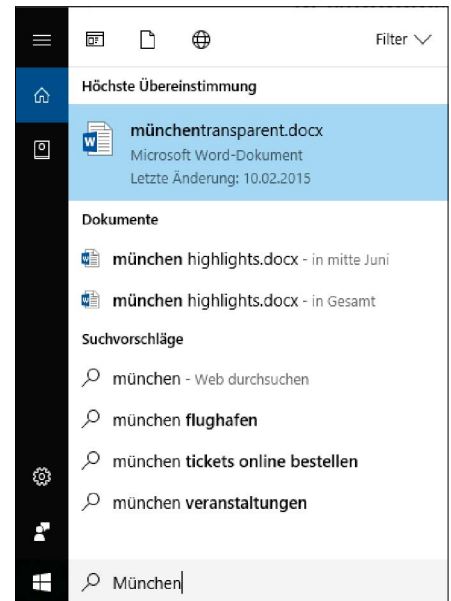 Filter
Höchste Übereinstimmung
münchentransparent.docx
Microsoft Word-Dokument
Letzte Änderung: 10.02.2015
Dokumente
münchen highlights.docx - in mitte Juni
münchen highlights.docx - in Gesamt
Suchvorschläge
münchen - Web durchsuchen
münchen flughafen
münchen tickets online bestellen
münchen veranstaltungen
München